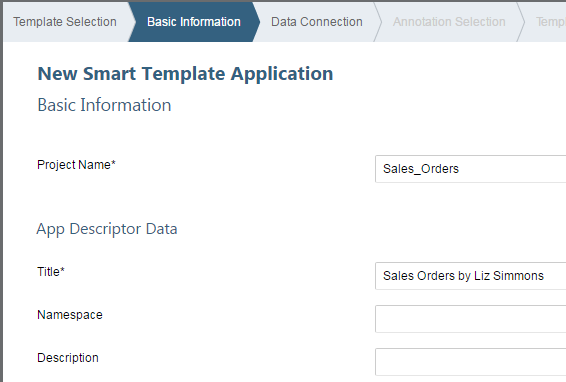 Template Selection Basic Information Data Connection Annotation Selection
New Smart Template Application
Basic Information
Project Name* Sales_Orders
App Descriptor Data
Title* Sales Orders by Liz Simmons
Namespace
Description